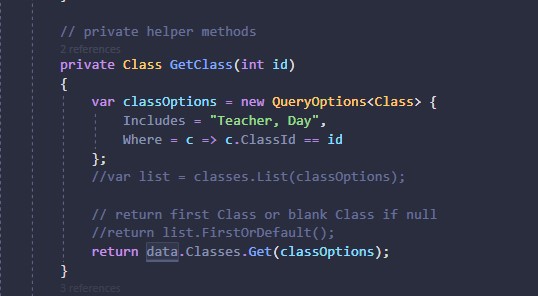 // private helper methods
2 references
private Class GetClass(int id)
{
var classOptions = new QueryOptions<Class> {
Includes = "Teacher, Day",
Where = c => c.ClassId == id
};
//var list = classes.List(classOptions);
// return first Class or blank Class if null
//return list.FirstOrDefault();
return data.Classes.Get(classOptions);
}
3 references